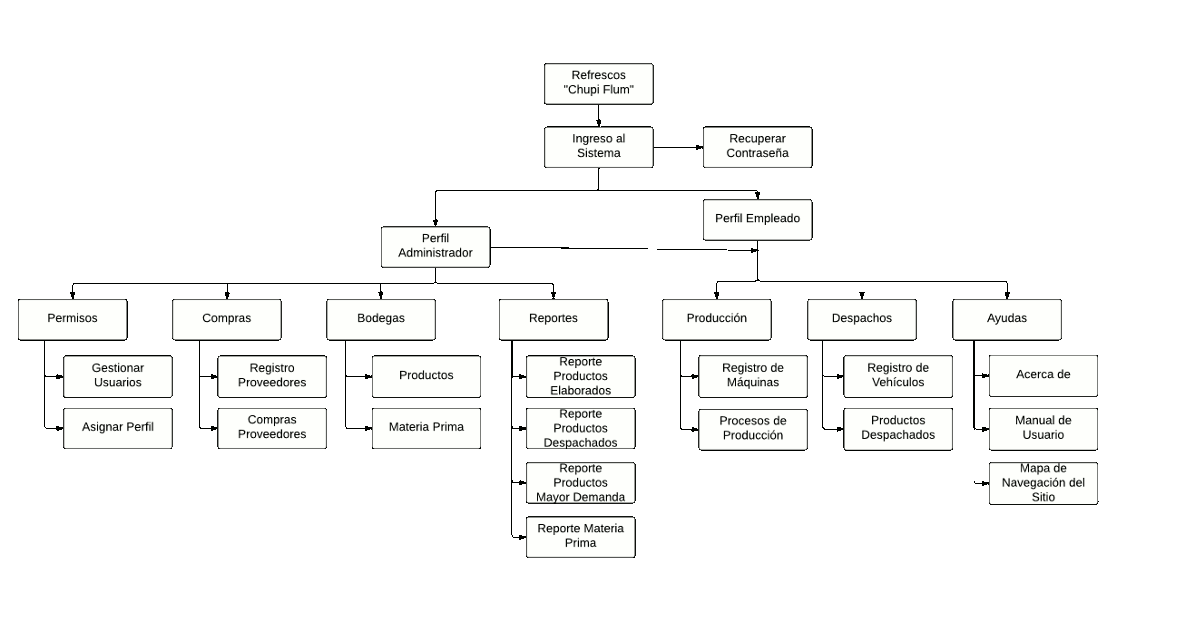 Refrescos
"Chupi Flum"
Ingreso al
Sistema
Recuperar
Contraseña
Perfil Empleado
Perfil
Administrador
Permisos
Compras
Bodegas
Reportes
Producción
Despachos
Ayudas
Gestionar
Usuarios
Asignar Perfil
Registro
Proveedores
Compras
Proveedores
Productos
Materia Prima
Reporte
Productos
Elaborados
Reporte
Productos
Despachados
Reporte
Productos
Mayor Demanda
Reporte Materia
Prima
Registro de
Máquinas
Procesos de
Producción
Registro de
Vehículos
Productos
Despachados
Acerca de
Manual de
Usuario
Mapa de
Navegación del
Sitio